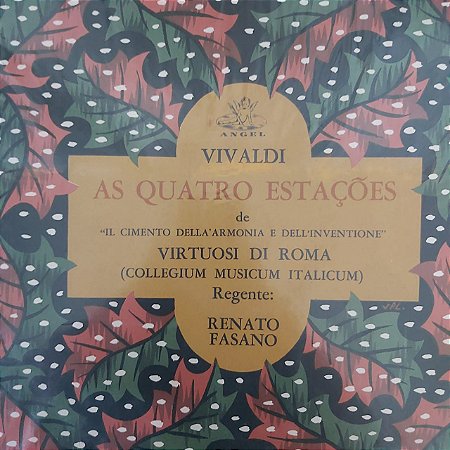 ANGEL
VIVALDI
AS QUATRO ESTAÇÕES
de
"IL CIMENTO DELLA'ARMONIA E DELL'INVENTIONE"
VIRTUOSI DI ROMA
(COLLEGIUM MUSICUM ITALICUM)
Regente:
RENATO
FASANO